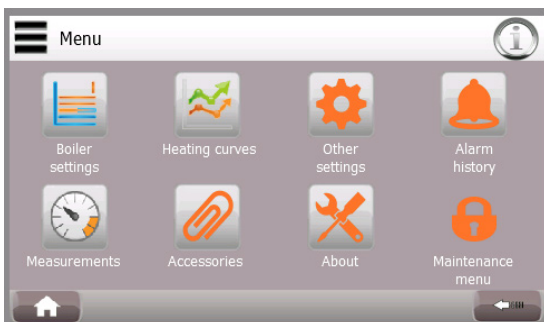 Menu
Boiler
settings
Heating curves
Other
settings
Alarm
history
Measurements
Accessories
About
Maintenance
menu